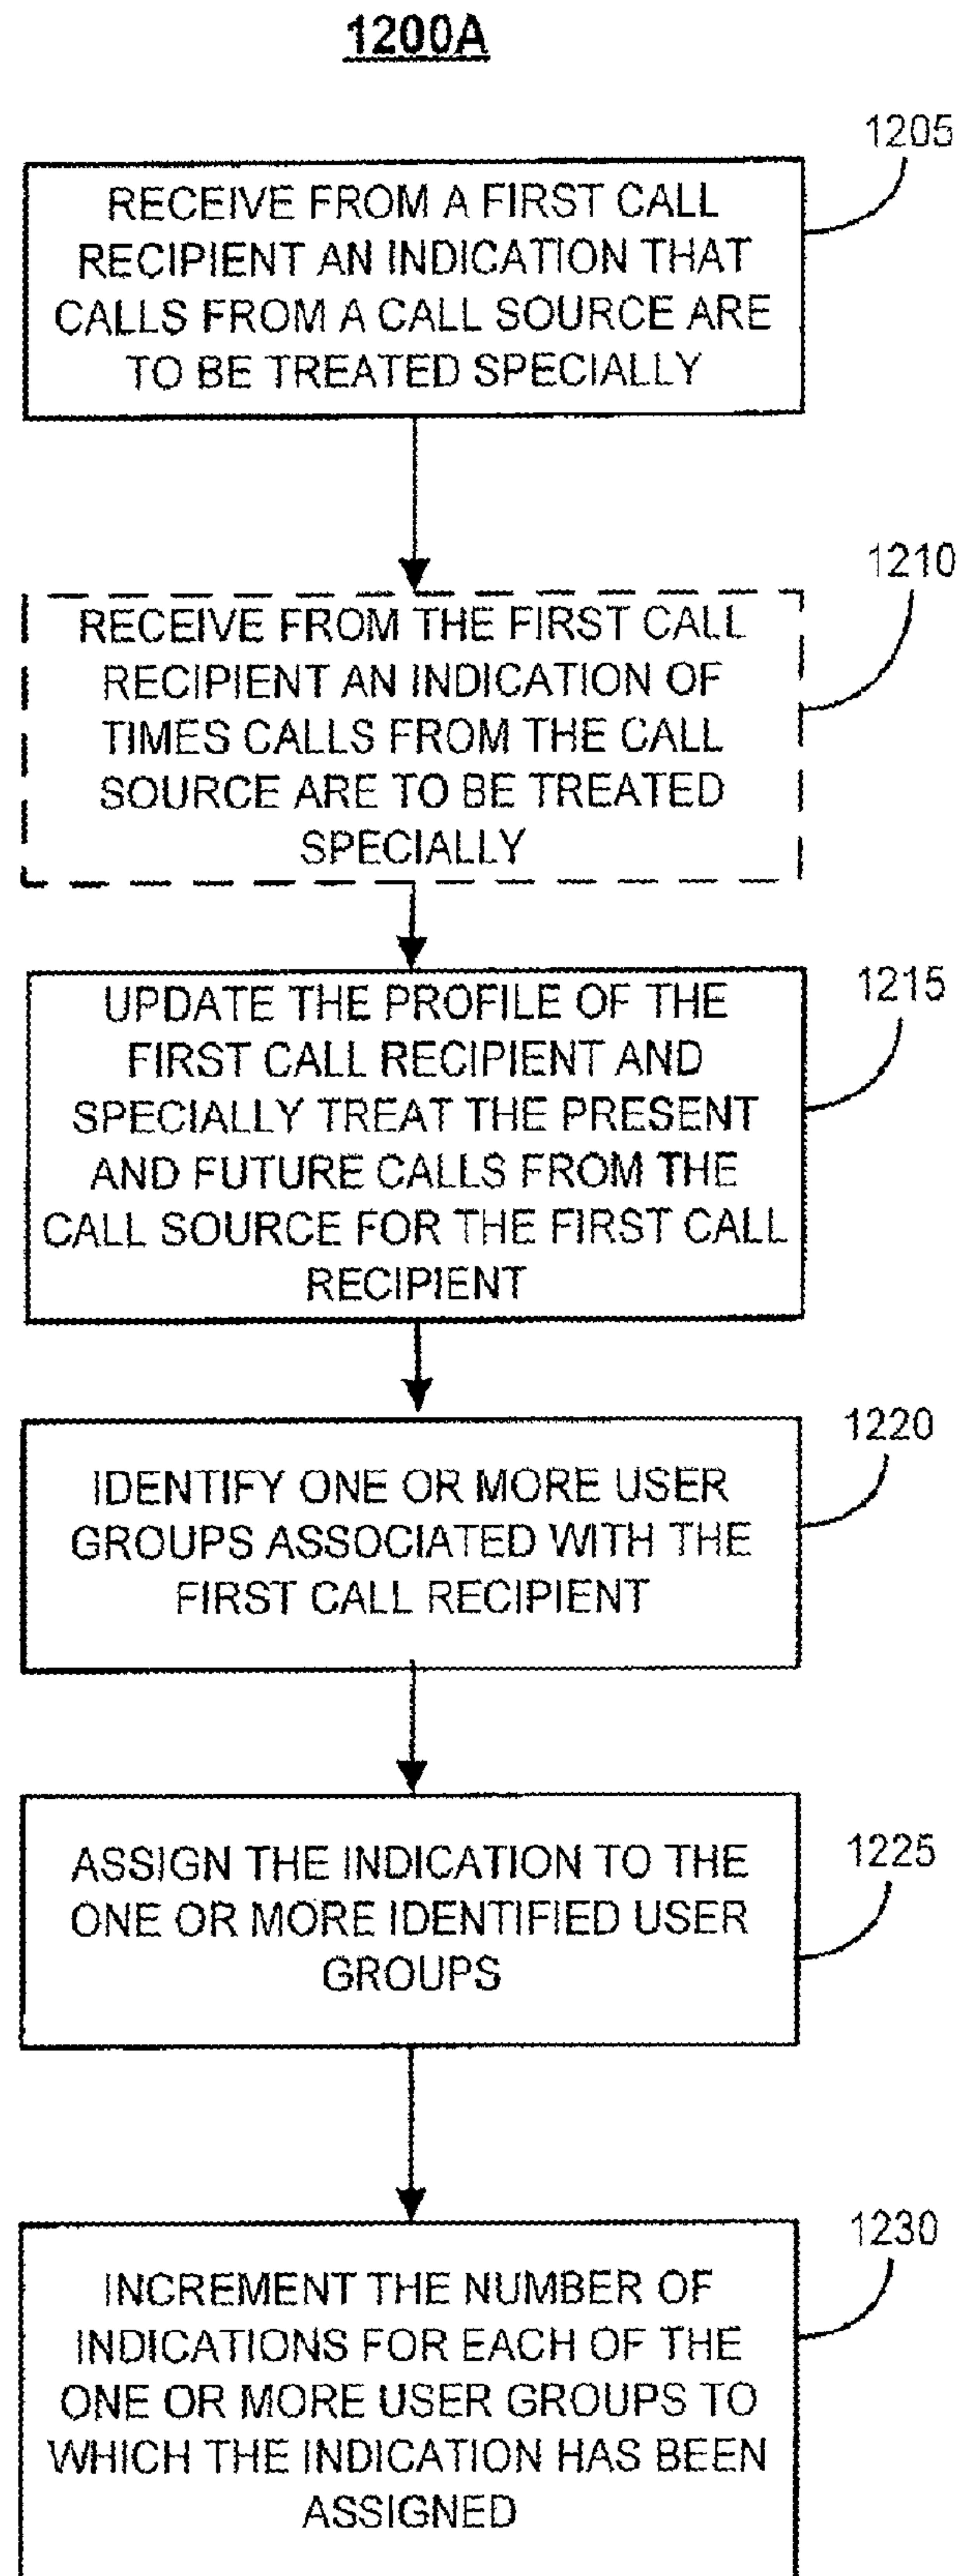 1200A
1205
RECEIVE FROM A FIRST CALL
RECIPIENT AN INDICATION THAT
CALLS FROM A CALL SOURCE ARE
TO BE TREATED SPECIALLY
1210
RECEIVE FROM THE FIRST CALL
RECIPIENT AN INDICATION OF
TIMES CALLS FROM THE CALL
SOURCE ARE TO BE TREATED
SPECIALLY
1215
UPDATE THE PROFILE OF THE
FIRST CALL RECIPIENT AND
SPECIALLY TREAT THE PRESENT
AND FUTURE CALLS FROM THE
CALL SOURCE FOR THE FIRST CALL
RECIPIENT
1220
IDENTIFY ONE OR MORE USER
GROUPS ASSOCIATED WITH THE
FIRST CALL RECIPIENT
1225
ASSIGN THE INDICATION TO THE
ONE OR MORE IDENTIFIED USER
GROUPS
1230
INCREMENT THE NUMBER OF
INDICATIONS FOR EACH OF THE
ONE OR MORE USER GROUPS TO
WHICH THE INDICATION HAS BEEN
ASSIGNED